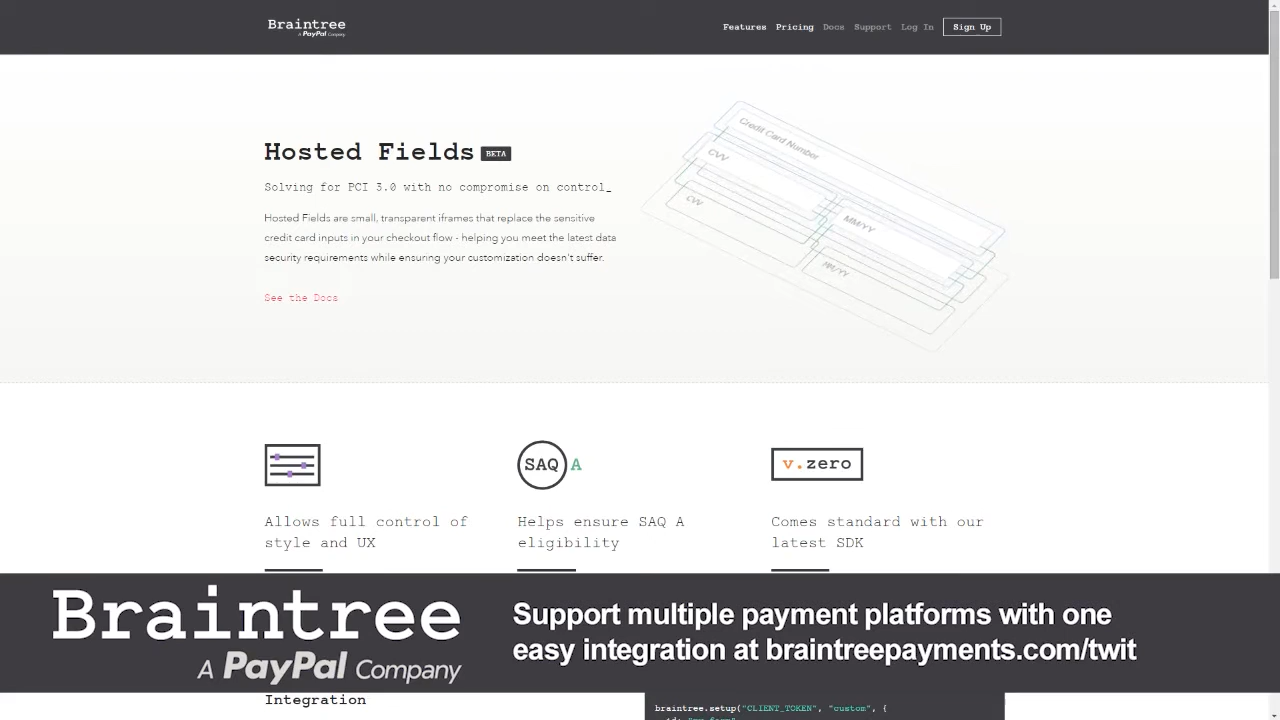 Braintree
A PayPal Company
Features Pricing Docs Support Log In Sign Up
Hosted Fields BETA
Solving for PCI 3.0 with no compromise on control_
Hosted Fields are small, transparent iframes that replace the sensitive
credit card inputs in your checkout flow - helping you meet the latest data
security requirements while ensuring your customization doesn't suffer.
See the Docs
Credit Card Number
CVV
CVV
MM/YY
MM/YY
SAQ A
v.zero
Allows full control of
style and UX
Helps ensure SAQ A
eligibility
Comes standard with our
latest SDK
Braintree
A PayPal Company
Support multiple payment platforms with one
easy integration at braintreepayments.com/twit
Integration
braintree.setup("CLIENT_TOKEN", "custom", {